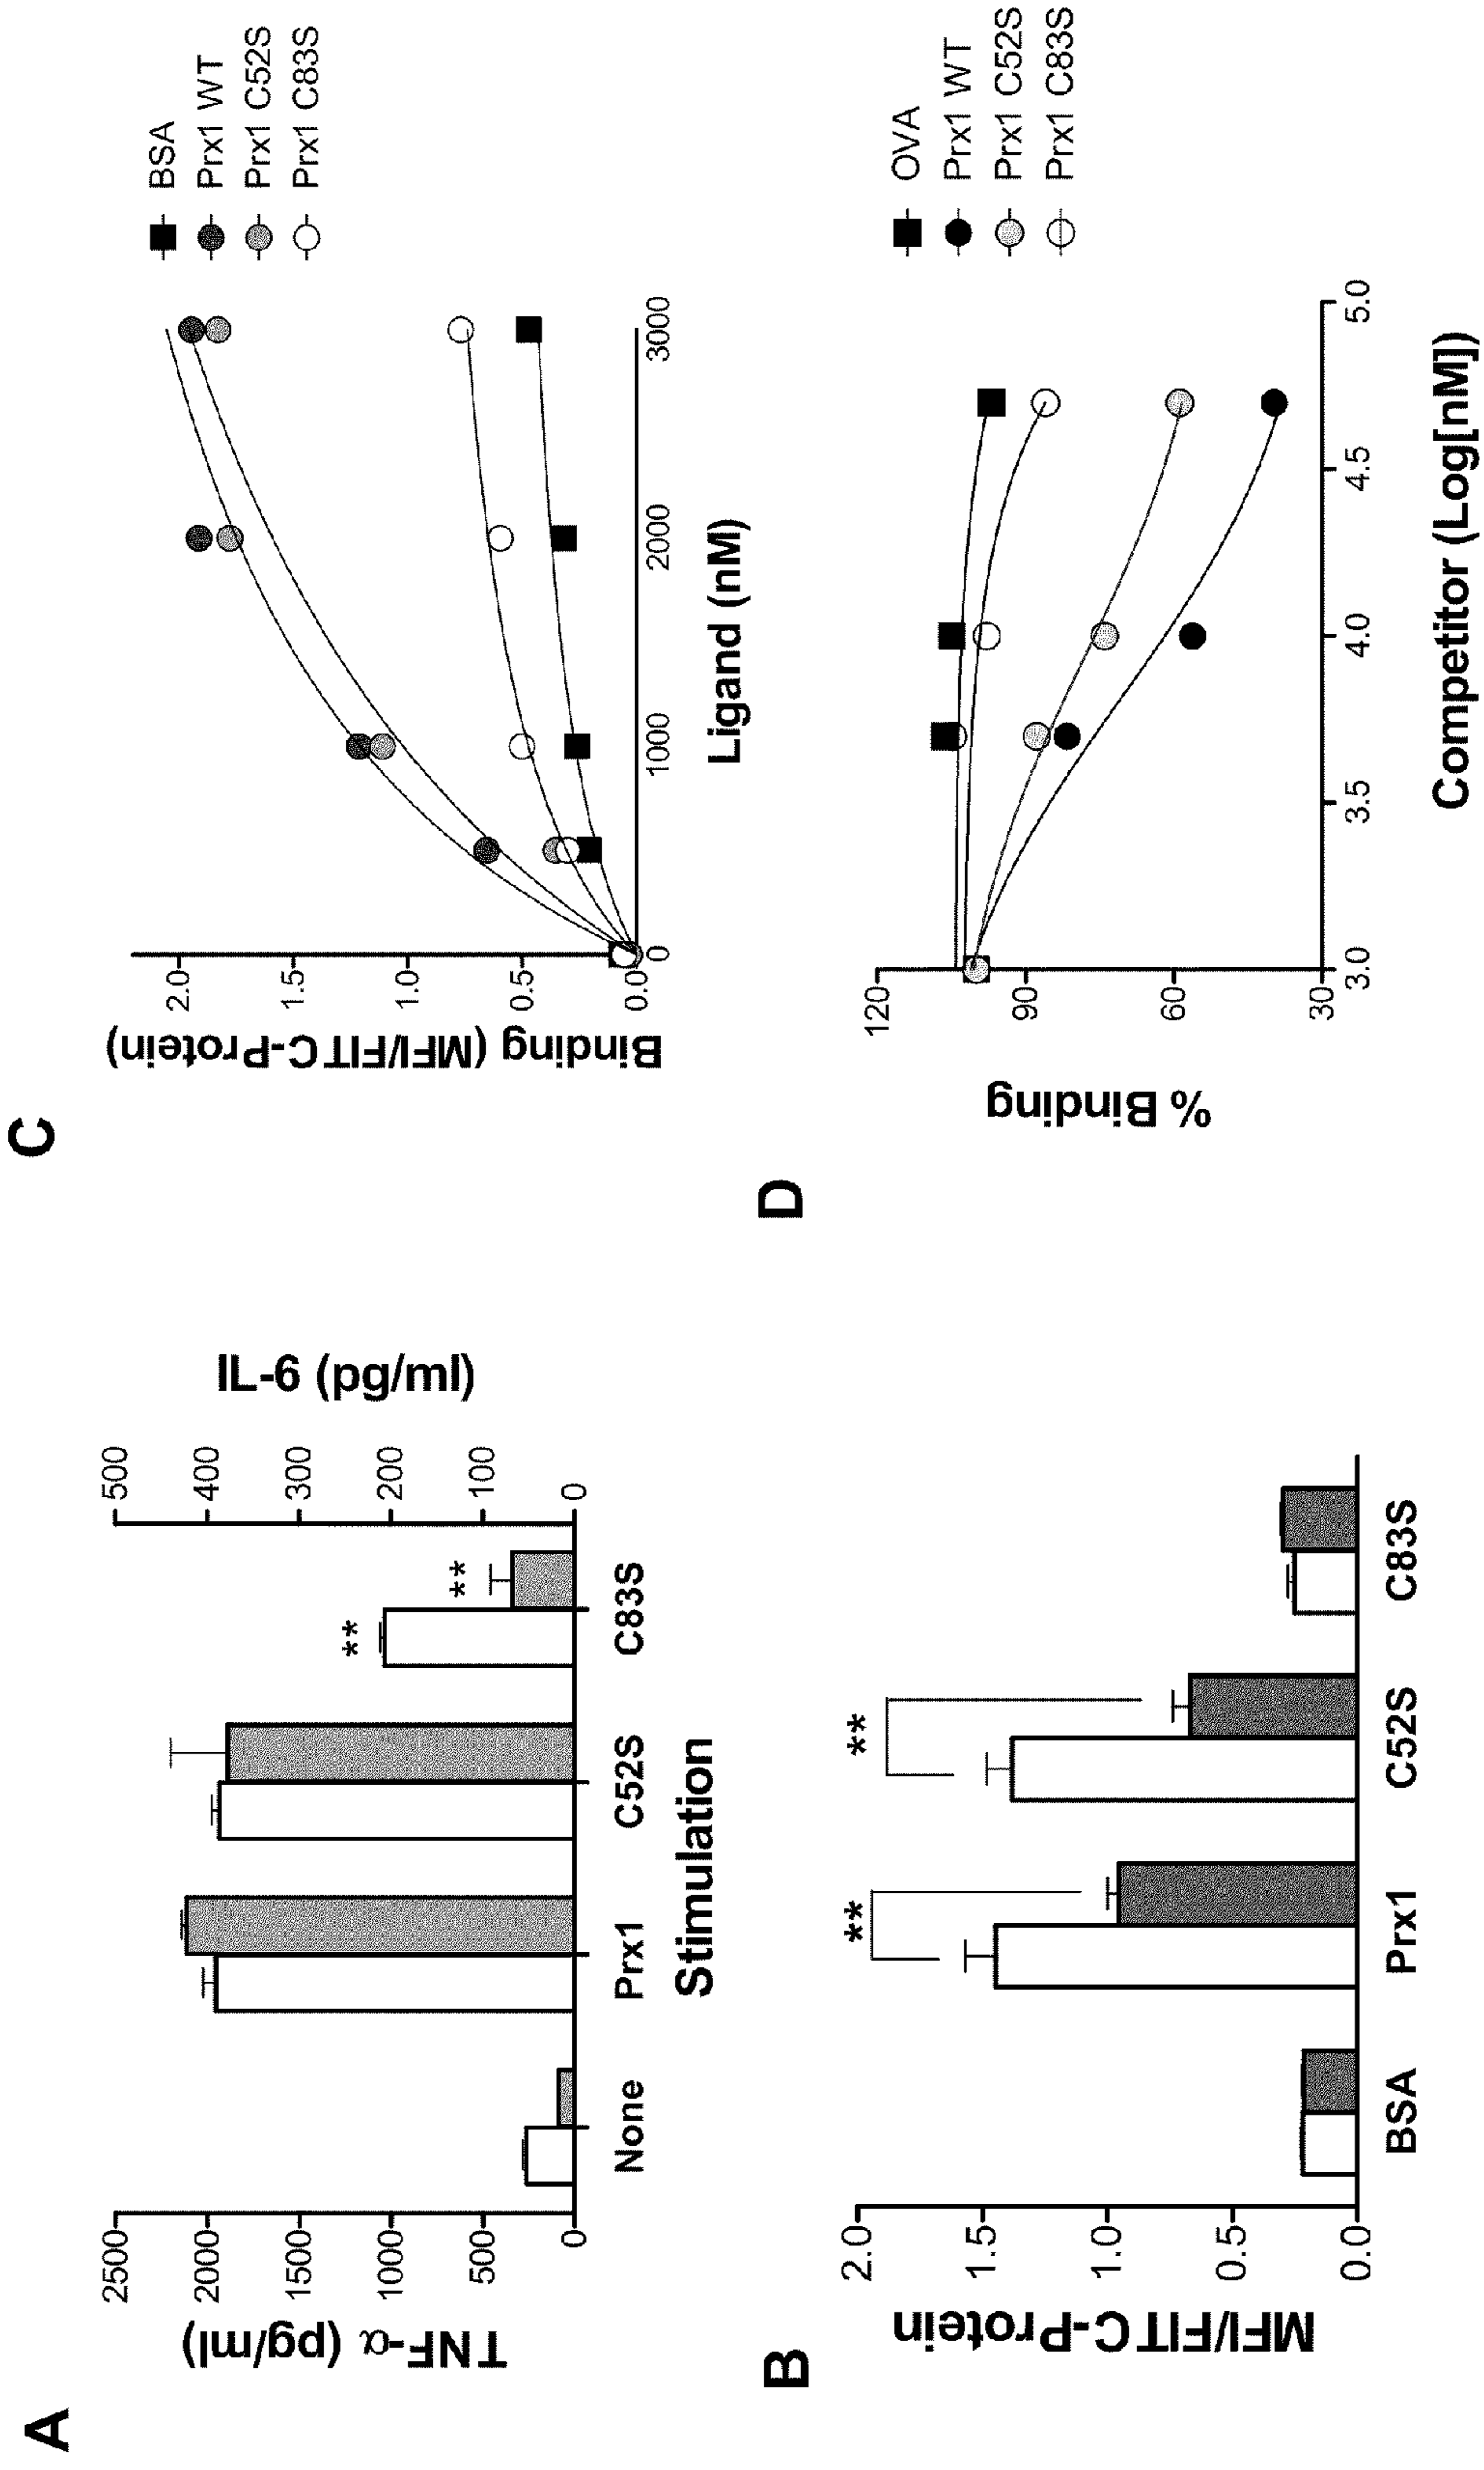 A
TNF-α (pg/ml)
2500
2000
1500
1000
500
0
IL-6 (pg/ml)
500
400
300
200
100
0
**
**
None
Prx1
C52S
C83S
Stimulation
B
MFI/FITC-Protein
2.0
1.5
1.0
0.5
0.0
**
**
BSA
Prx1
C52S
C83S
C
Binding (MFI/FITC-Protein)
2.0
1.5
1.0
0.5
0.0
0
1000
2000
3000
Ligand (nM)
BSA
Prx1 WT
Prx1 C52S
Prx1 C83S
D
% Binding
120
90
60
30
3.0
3.5
4.0
4.5
5.0
Competitor (Log[nM])
OVA
Prx1 WT
Prx1 C52S
Prx1 C83S